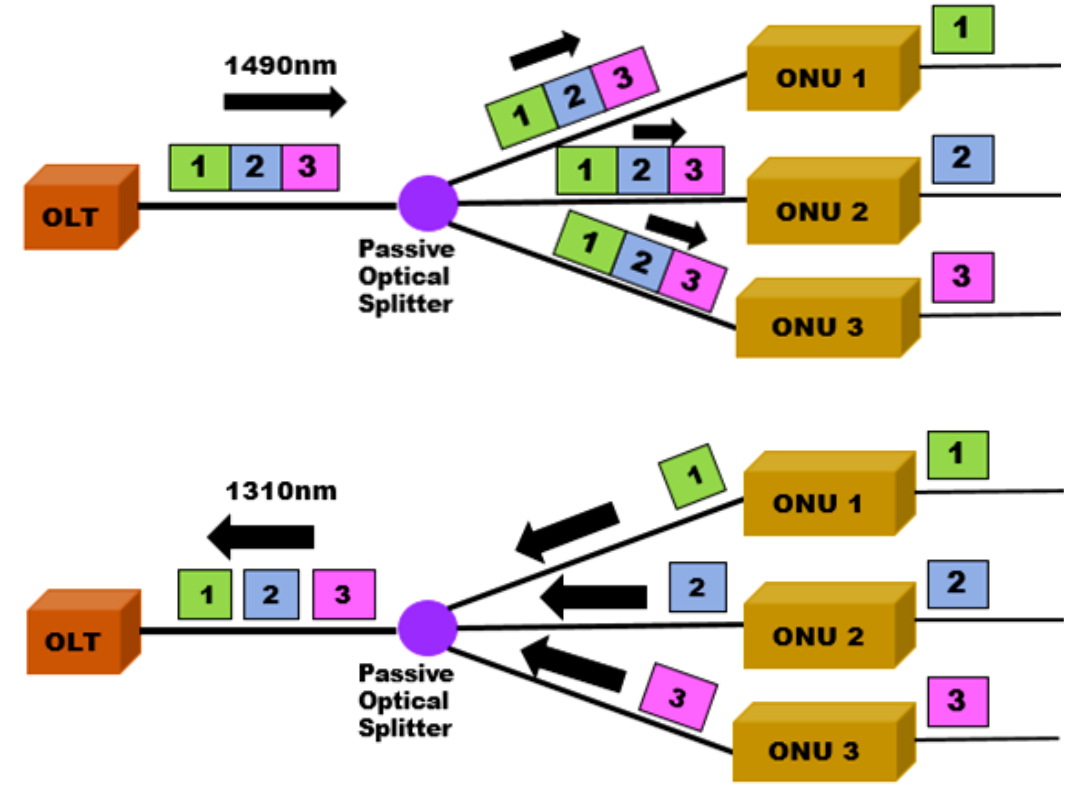 1490nm
1 2 3
OLT
Passive
Optical
Splitter
1 2 3
1 2 3
1 2 3
ONU 1
1
ONU 2
2
ONU 3
3
1310nm
1 2 3
OLT
Passive
Optical
Splitter
1
2
3
ONU 1
1
ONU 2
2
ONU 3
3